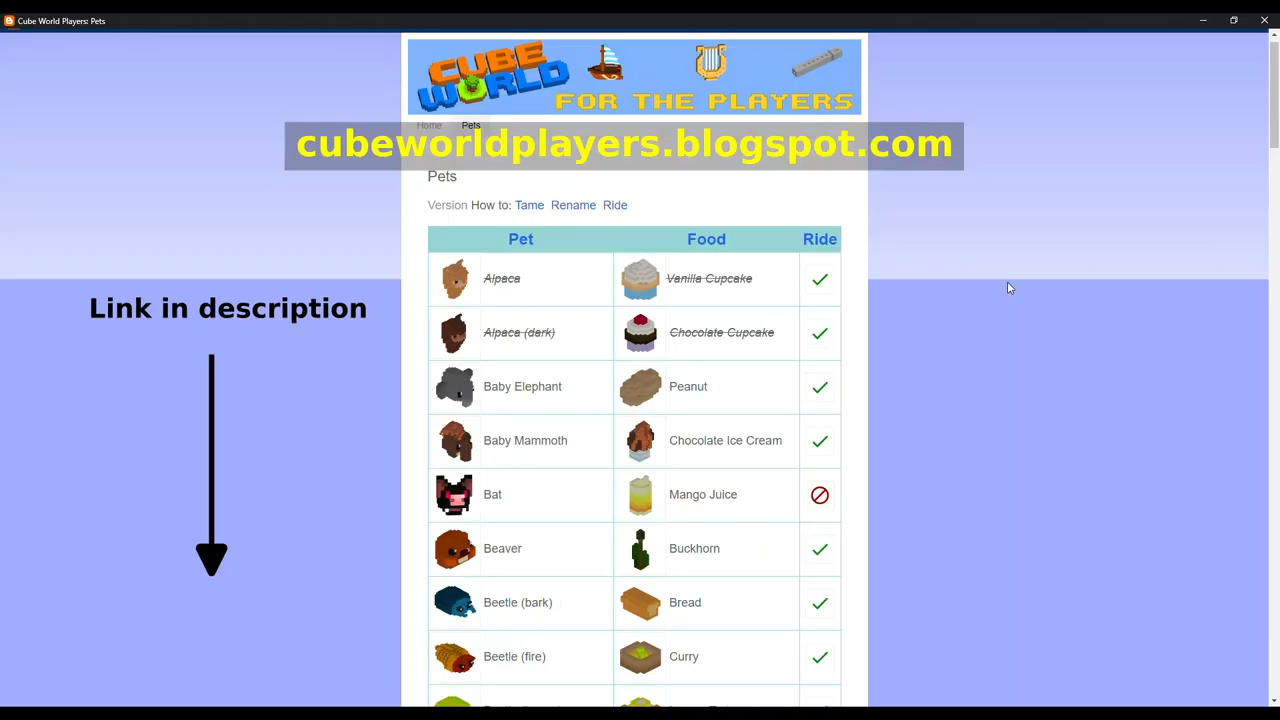 Cube World Players: Pets
CUBE WORLD
FOR THE PLAYERS
Home Pets
cubeworldplayers.blogspot.com
Pets
Version How to: Tame Rename Ride
Pet Food Ride
Alpaca Vanilla Cupcake
Link in description
Alpaca (dark) Chocolate Cupcake
Baby Elephant Peanut
Baby Mammoth Chocolate Ice Cream
Bat Mango Juice
Beaver Buckhorn
Beetle (bark) Bread
Beetle (fire) Curry